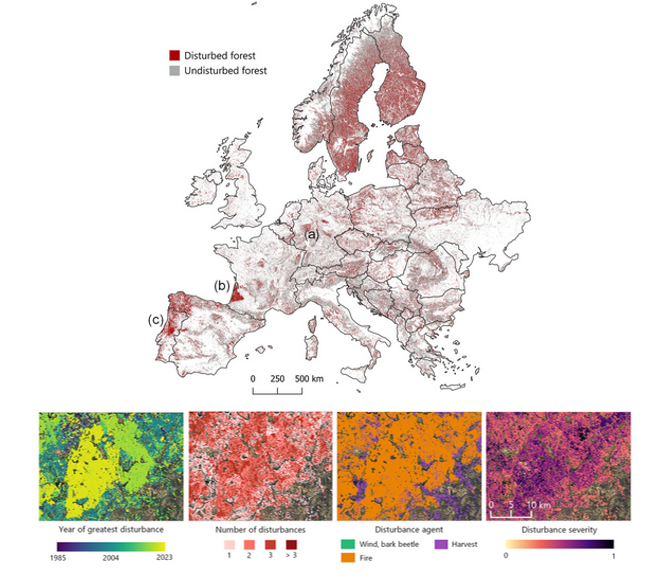 Disturbed forest
Undisturbed forest
(a)
(b)
(c)
0 250 500 km
0 5 10 km
Year of greatest disturbance
Number of disturbances
Disturbance agent
Disturbance severity
1985 2004 2023
1 2 3 > 3
Wind, bark beetle
Harvest
Fire
0 1